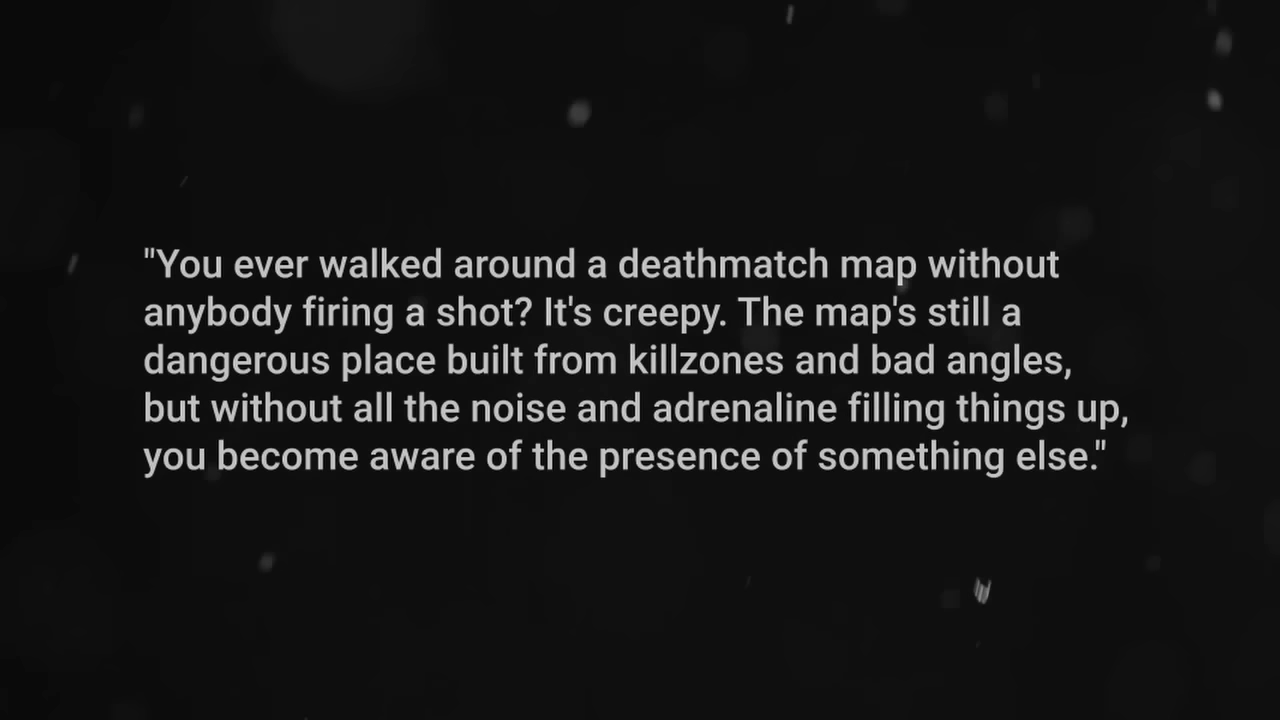 "You ever walked around a deathmatch map without
anybody firing a shot? It's creepy. The map's still a
dangerous place built from killzones and bad angles,
but without all the noise and adrenaline filling things up,
you become aware of the presence of something else."